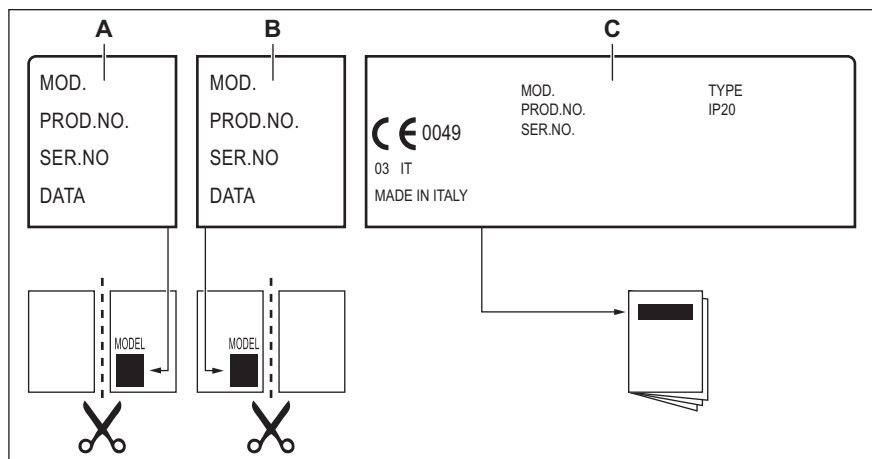 A
B
C
MOD.
PROD.NO.
SER.NO
DATA
MOD.
PROD.NO.
SER.NO
DATA
MOD.
TYPE
PROD.NO.
IP20
SER.NO.
CE 0049
03 IT
MADE IN ITALY
MODEL
MODEL